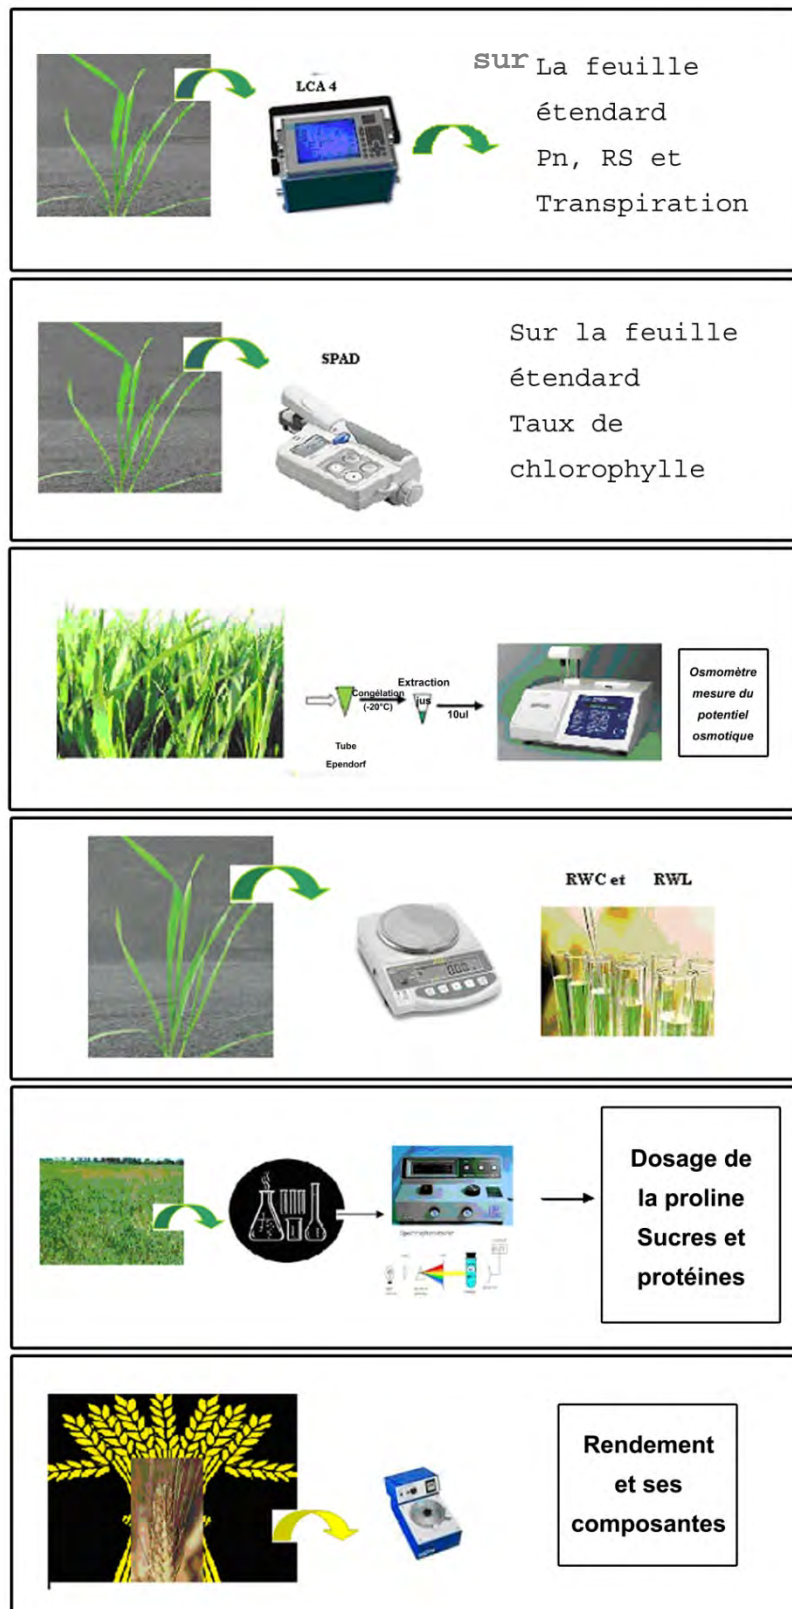 LCA 4
sur La feuille
étendard
Pn, RS et
Transpiration
SPAD
Sur la feuille
étendard
Taux de
chlorophylle
Congélation
(-20°C)
Tube
Ependorf
Extraction
jus
10ul
Osmomètre
mesure du
potentiel
osmotique
RWC et RWL
Dosage de
la proline
Sucres et
protéines
Rendement
et ses
composantes